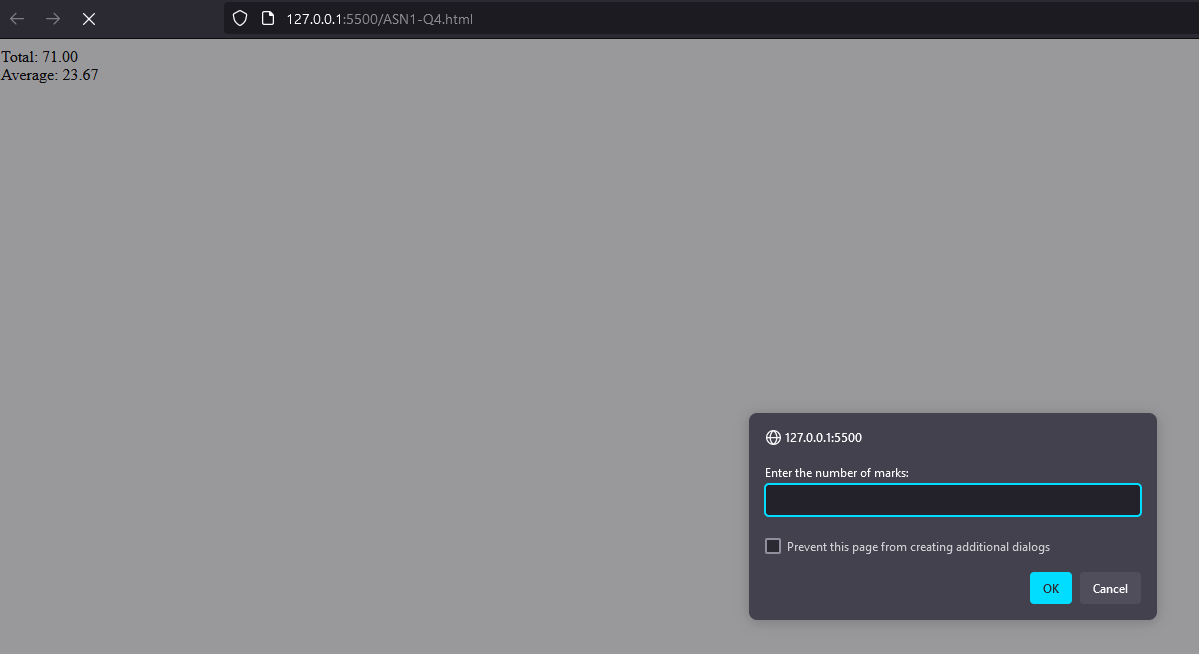 127.0.0.1:5500/ASN1-Q4.html
Total: 71.00
Average: 23.67
127.0.0.1:5500
Enter the number of marks:
Prevent this page from creating additional dialogs
OK Cancel